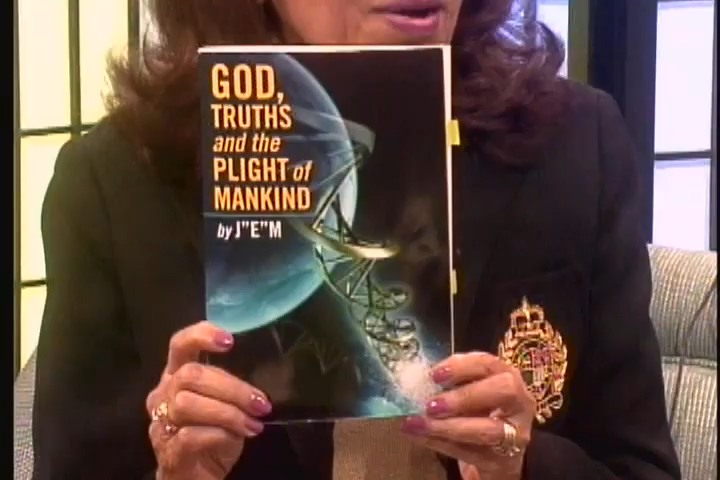 GOD,
TRUTHS
and the
PLIGHT of
MANKIND
by J"E"M